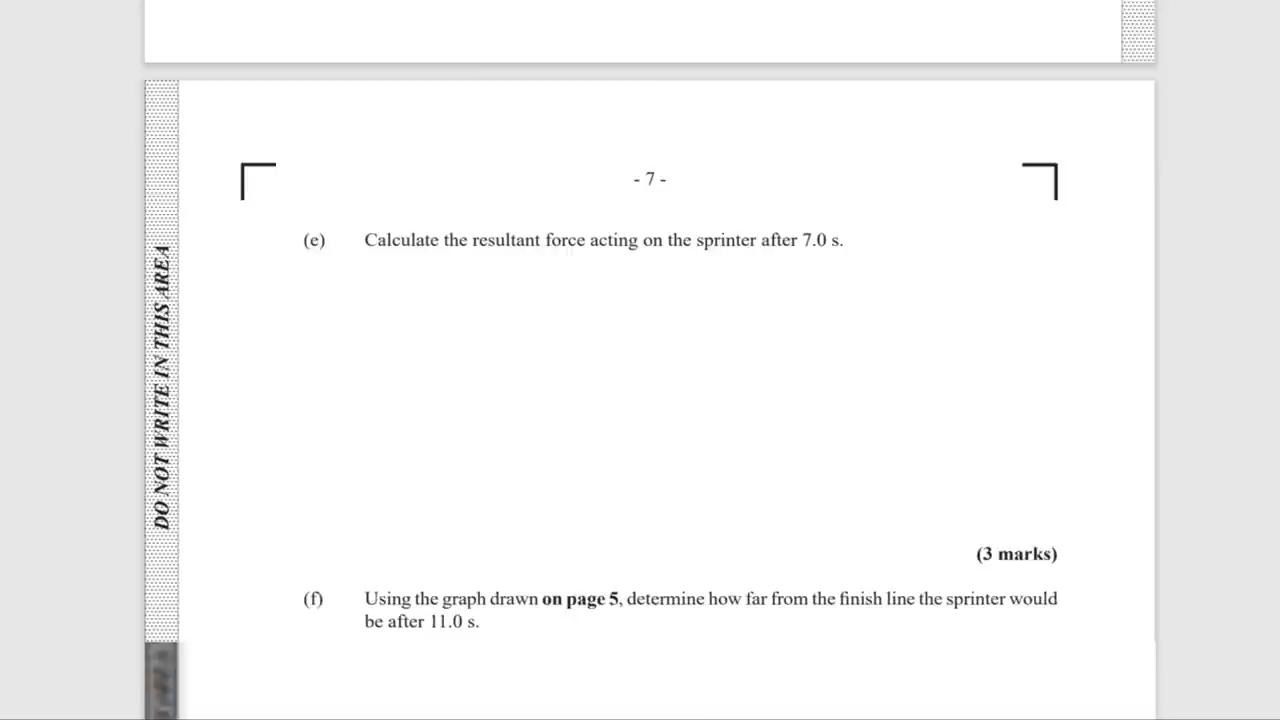 - 7 -
(e) Calculate the resultant force acting on the sprinter after 7.0 s.
DO NOT WRITE IN THIS AREA
(3 marks)
(f) Using the graph drawn on page 5, determine how far from the finish line the sprinter would
be after 11.0 s.